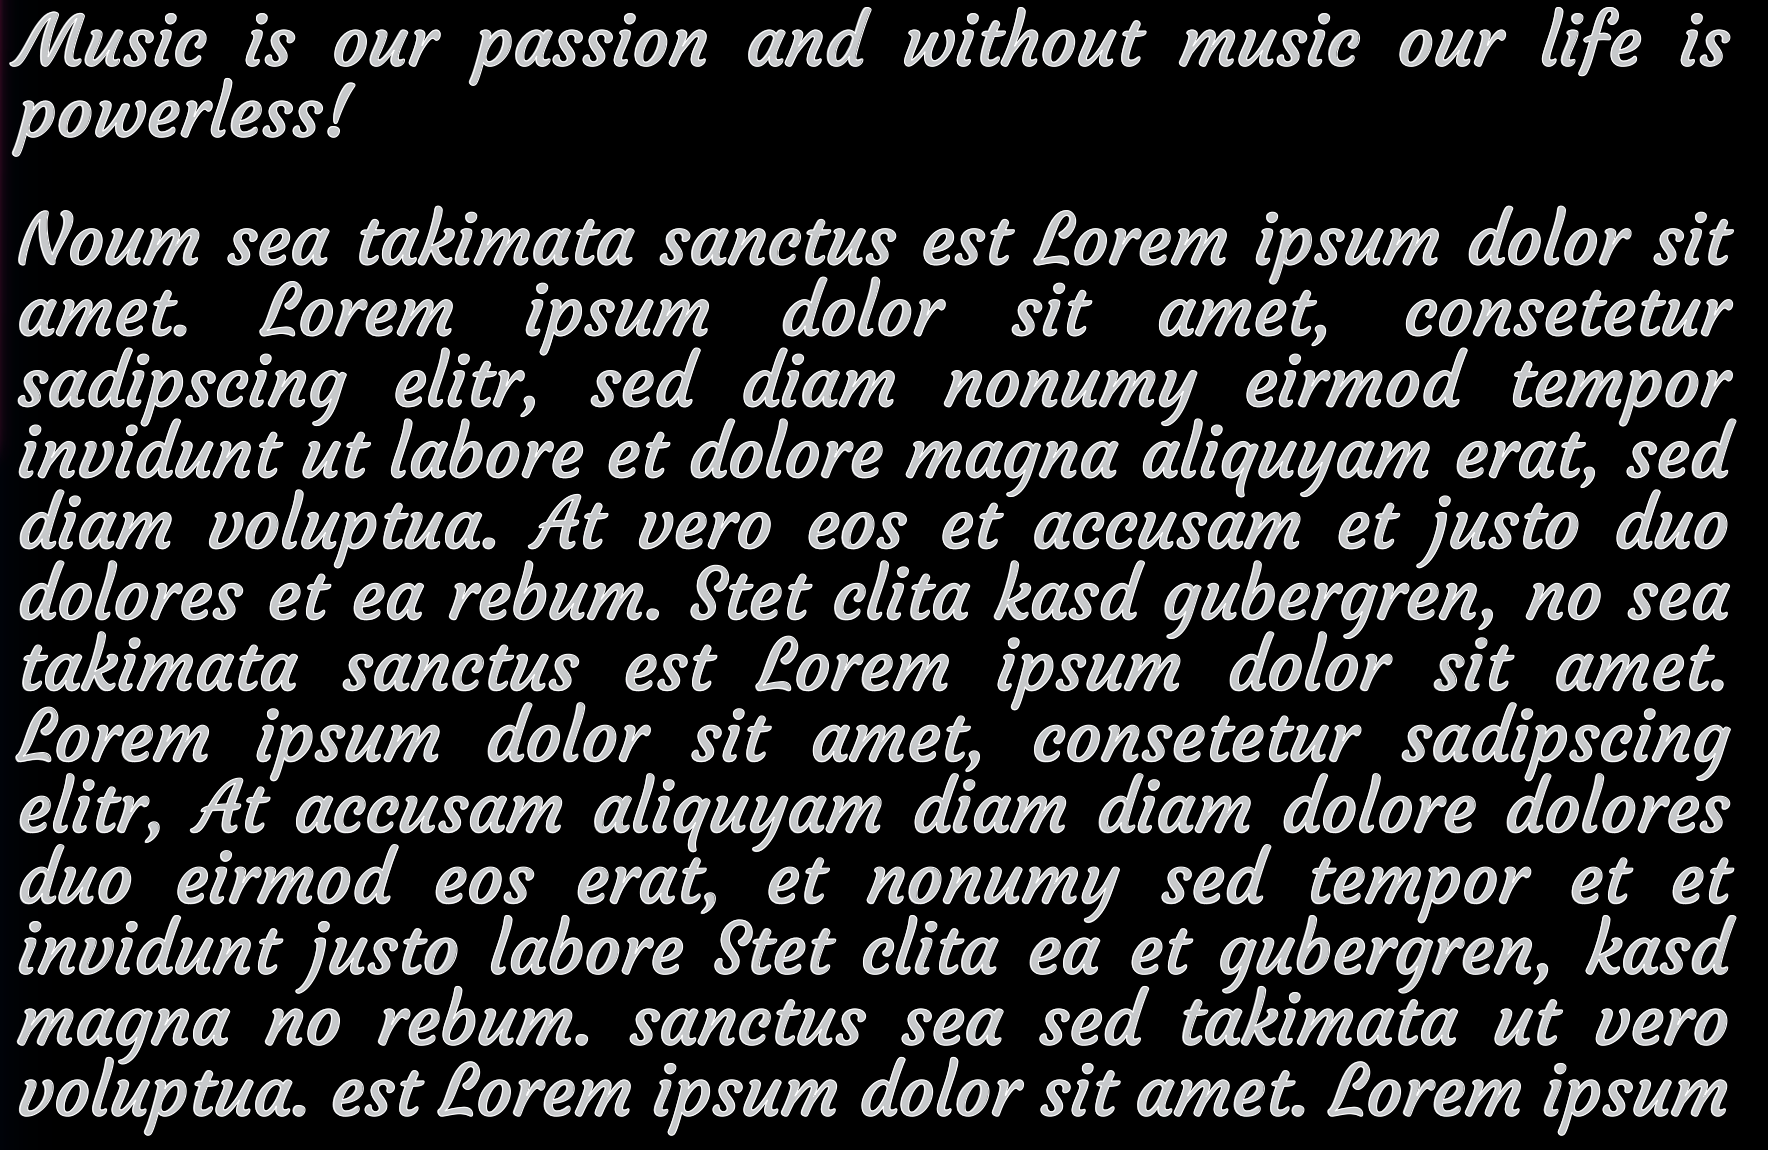 Music is our passion and without music our life is
powerless!
Noum sea takimata sanctus est Lorem ipsum dolor sit
amet. Lorem ipsum dolor sit amet, consetetur
sadipscing elitr, sed diam nonumy eirmod tempor
invidunt ut labore et dolore magna aliquyam erat, sed
diam voluptua. At vero eos et accusam et justo duo
dolores et ea rebum. Stet clita kasd gubergren, no sea
takimata sanctus est Lorem ipsum dolor sit amet.
Lorem ipsum dolor sit amet, consetetur sadipscing
elitr, At accusam aliquyam diam diam dolore dolores
duo eirmod eos erat, et nonumy sed tempor et et
invidunt justo labore Stet clita ea et gubergren, kasd
magna no rebum. sanctus sea sed takimata ut vero
voluptua. est Lorem ipsum dolor sit amet. Lorem ipsum